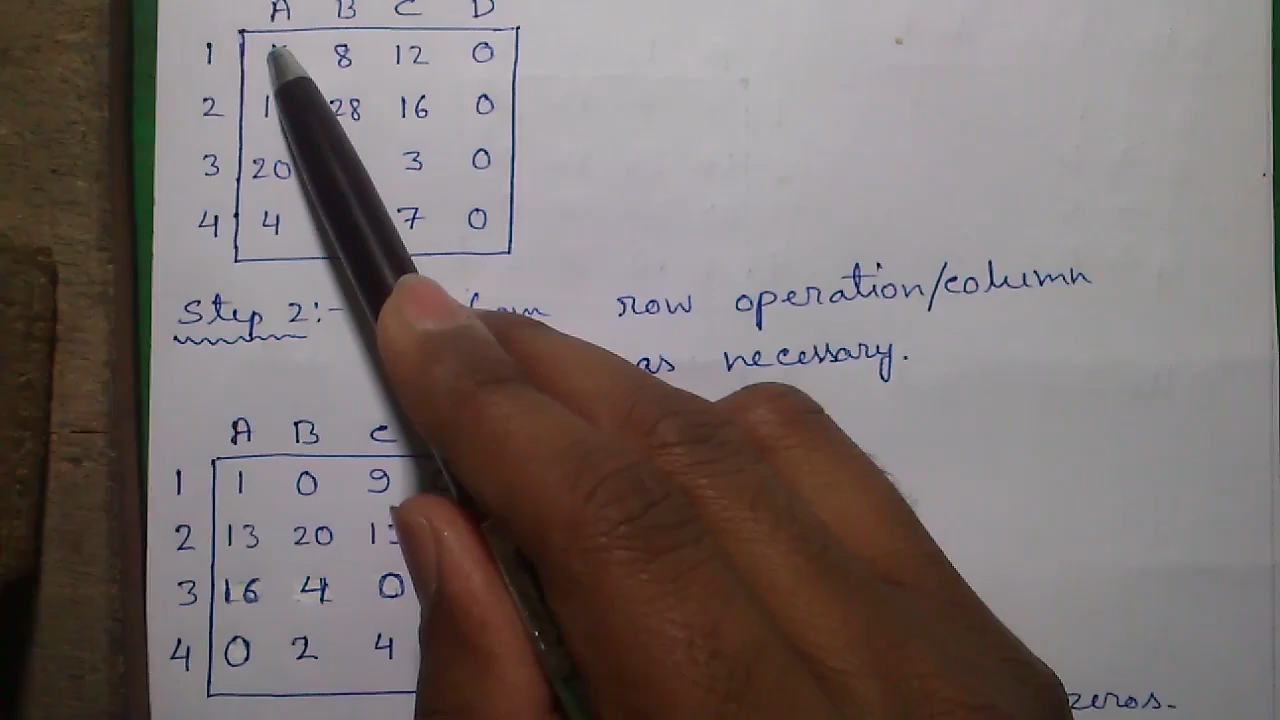 A B C D
1 8 12 0
2 28 16 0
3 20 3 0
4 4 7 0
Step 2:- row operation/column
as necessary.
A B C
1 1 0 9
2 13 20
3 16 4 0
4 0 2 4
zeros.